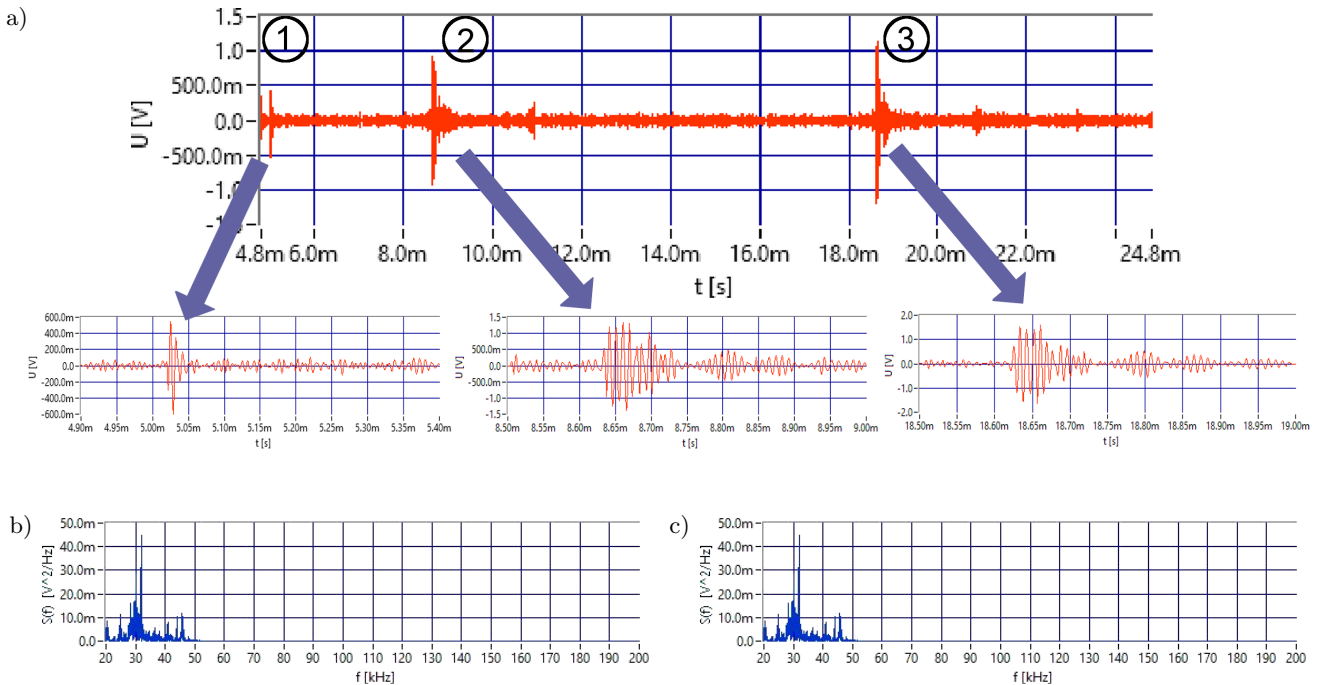 a)
1.5
1.0
500.0m
0.0
-500.0m
-1.0
U [V]
1
2
3
4.8m 6.0m 8.0m 10.0m 12.0m 14.0m 16.0m 18.0m 20.0m 22.0m 24.8m
t [s]
600.0m
400.0m
200.0m
0.0
-200.0m
-400.0m
-600.0m
U [V]
4.90m 4.95m 5.00m 5.05m 5.10m 5.15m 5.20m 5.25m 5.30m 5.35m 5.40m
t [s]
1.5
1.0
500.0m
0.0
-500.0m
-1.0
-1.5
U [V]
8.50m 8.55m 8.60m 8.65m 8.70m 8.75m 8.80m 8.85m 8.90m 8.95m 9.00m
t [s]
2.0
1.0
0.0
-1.0
-2.0
U [V]
18.50m 18.55m 18.60m 18.65m 18.70m 18.75m 18.80m 18.85m 18.90m 18.95m 19.00m
t [s]
b)
50.0m
40.0m
30.0m
20.0m
10.0m
0.0
S(f) [V^2/Hz]
20 30 40 50 60 70 80 90 100 110 120 130 140 150 160 170 180 190 200
f [kHz]
c)
50.0m
40.0m
30.0m
20.0m
10.0m
0.0
S(f) [V^2/Hz]
20 30 40 50 60 70 80 90 100 110 120 130 140 150 160 170 180 190 200
f [kHz]